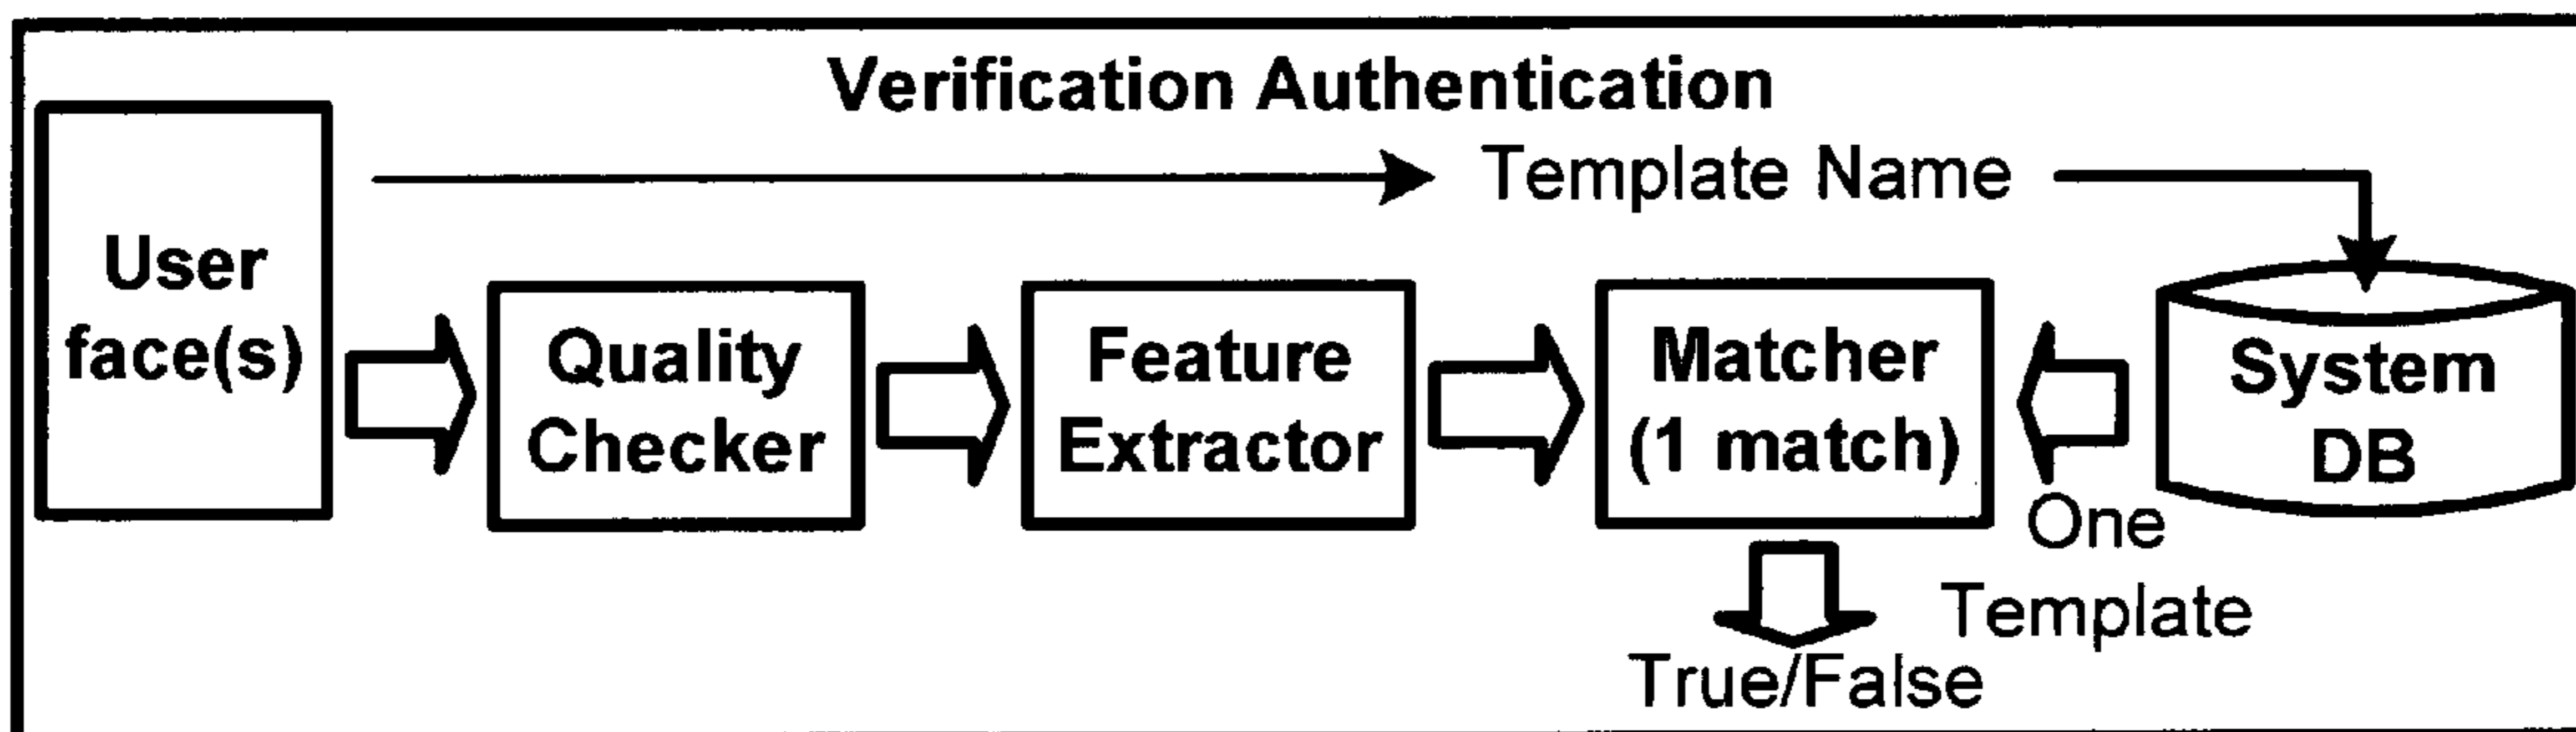 Verification Authentication
Template Name
User
face(s)
Quality
Checker
Feature
Extractor
Matcher
(1 match)
System
DB
One
Template
True/False